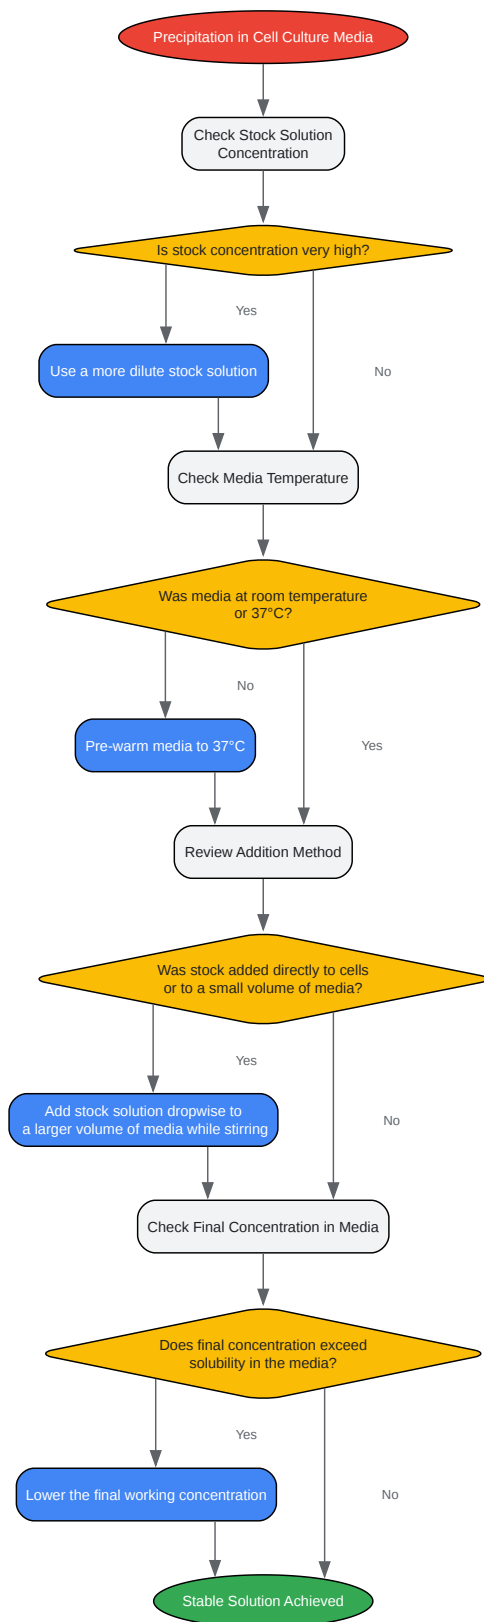 Precipitation in Cell Culture Media
Check Stock Solution
Concentration
Is stock concentration very high?
Yes
No
Use a more dilute stock solution
Check Media Temperature
Was media at room temperature
or 37°C?
No
Yes
Pre-warm media to 37°C
Review Addition Method
Was stock added directly to cells
or to a small volume of media?
Yes
No
Add stock solution dropwise to
a larger volume of media while stirring
Check Final Concentration in Media
Does final concentration exceed
solubility in the media?
Yes
No
Lower the final working concentration
Stable Solution Achieved